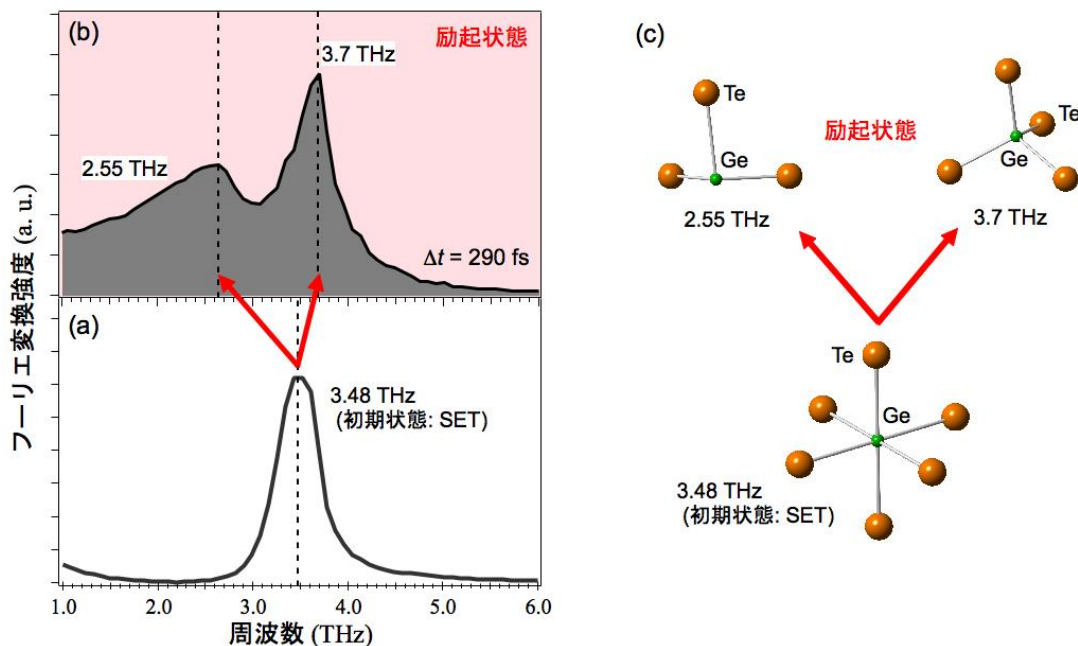 (b)
励起状態
3.7 THz
2.55 THz
Δt = 290 fs
(a)
3.48 THz
(初期状態: SET)
フーリエ変換強度 (a. u.)
1.0
2.0
3.0
4.0
5.0
6.0
周波数 (THz)
(c)
Te
Ge
2.55 THz
励起状態
Te
Ge
3.7 THz
Te
Ge
3.48 THz
(初期状態: SET)